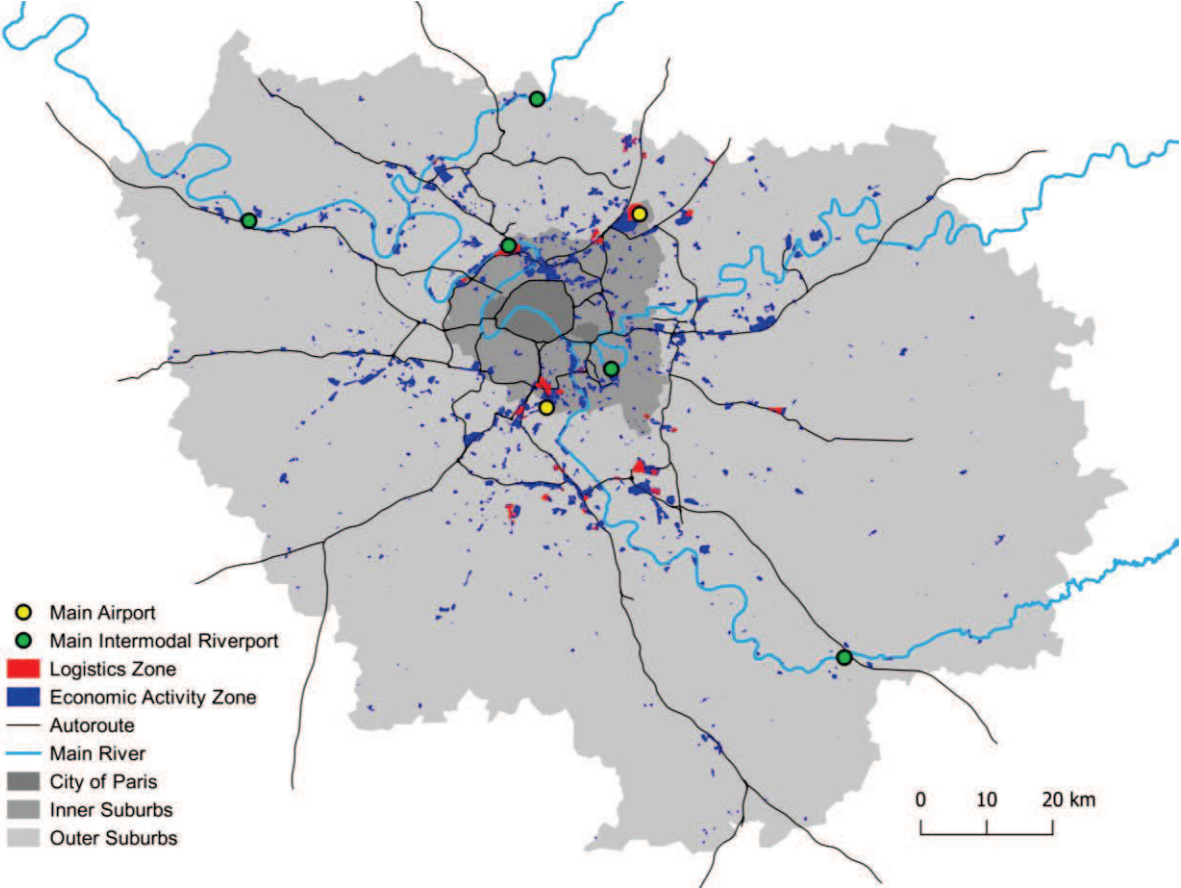 Main Airport
Main Intermodal Riverport
Logistics Zone
Economic Activity Zone
Autoroute
Main River
City of Paris
Inner Suburbs
Outer Suburbs
0 10 20 km